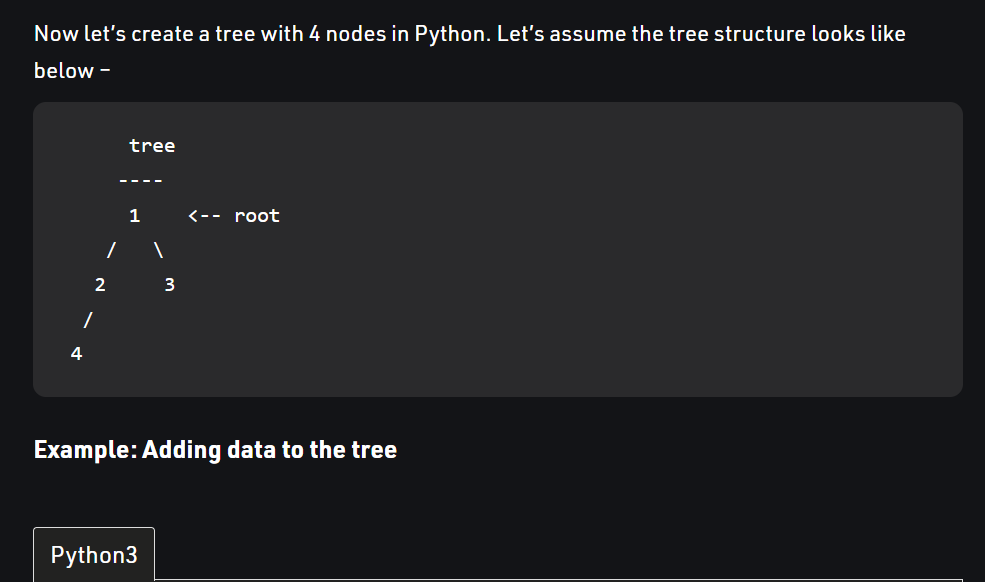 Now let's create a tree with 4 nodes in Python. Let's assume the tree structure looks like
below –
tree
----
1 <-- root
/ \
2 3
/
4
Example: Adding data to the tree
Python3